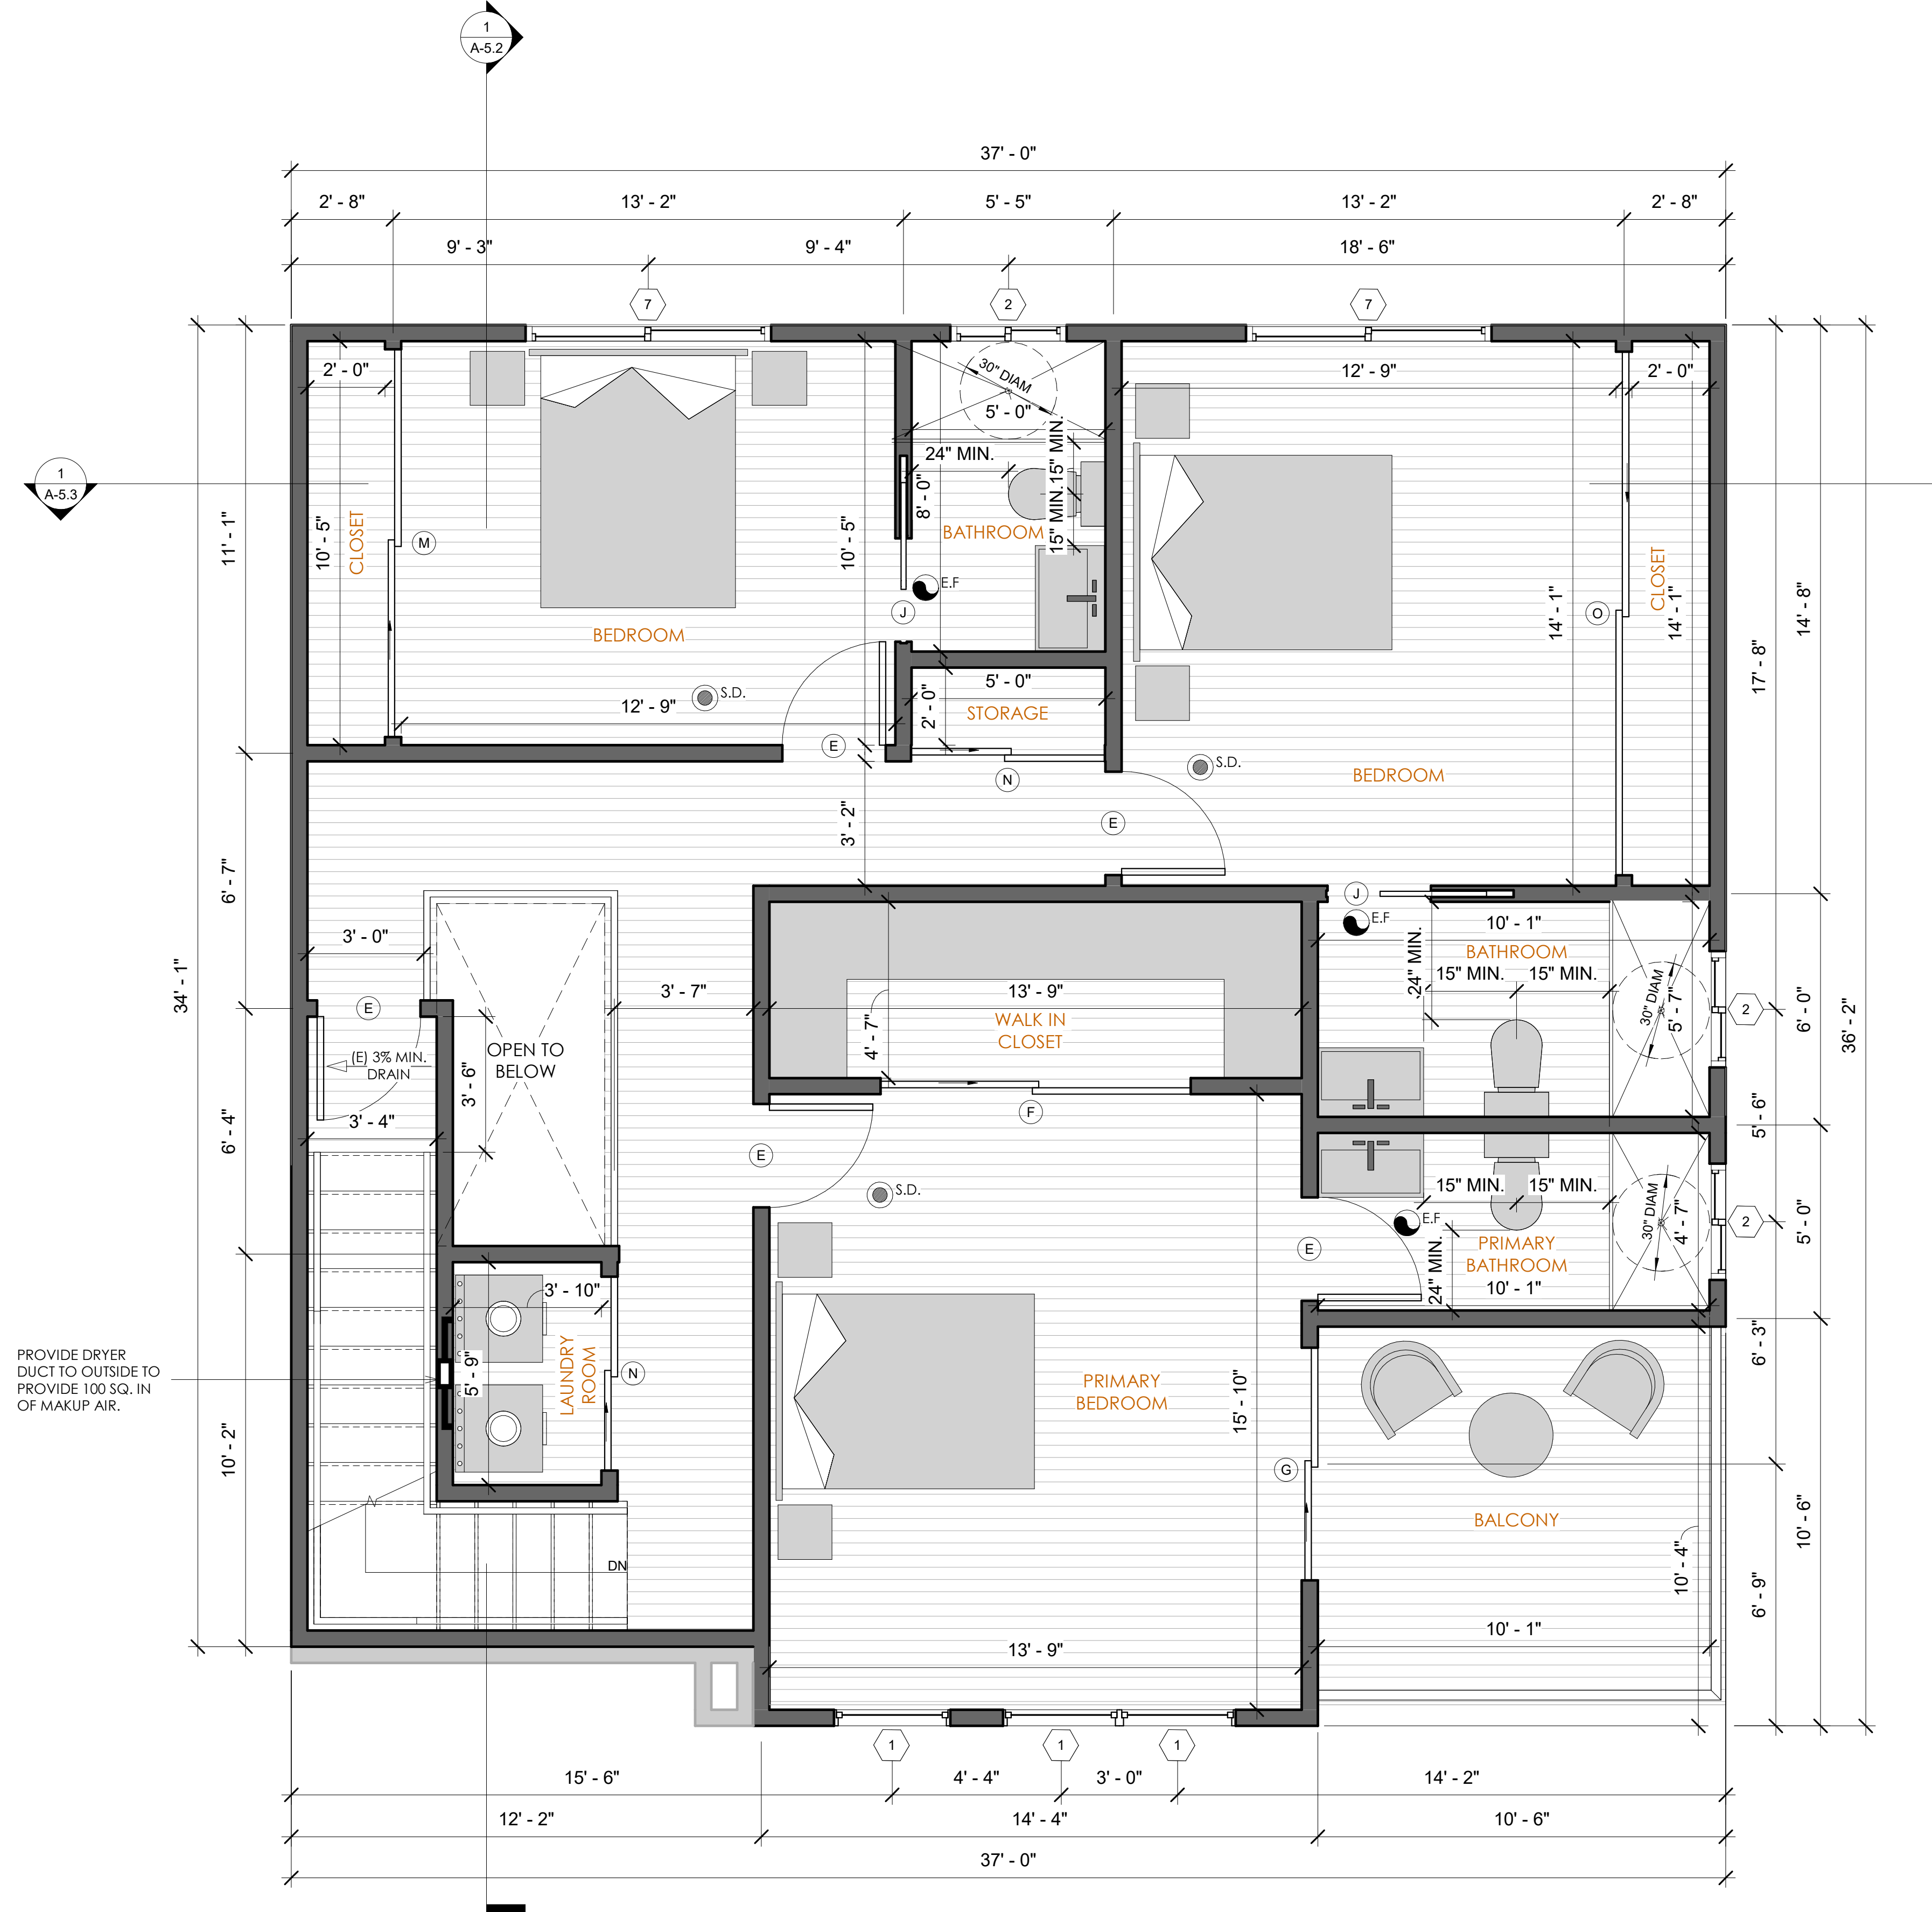 1
A-5.2
37' - 0"
2' - 8"
13' - 2"
5' - 5"
13' - 2"
2' - 8"
9' - 3"
9' - 4"
18' - 6"
7
2
7
2' - 0"
30" DIAM
5' - 0"
12' - 9"
2' - 0"
24" MIN.
15" MIN.
15" MIN.
8' - 0"
1
A-5.3
11' - 1"
10' - 5"
CLOSET
M
10' - 5"
BATHROOM
E.F
J
BEDROOM
14' - 1"
O
CLOSET
14' - 1"
17' - 8"
14' - 8"
S.D.
12' - 9"
5' - 0"
2' - 0"
STORAGE
E
N
S.D.
BEDROOM
3' - 2"
E
6' - 7"
34' - 1"
3' - 0"
J
E.F
10' - 1"
BATHROOM
24" MIN.
15" MIN.
15" MIN.
30" DIAM
5' - 7"
2
6' - 0"
36' - 2"
3' - 7"
13' - 9"
WALK IN
CLOSET
4' - 7"
E
OPEN TO
BELOW
(E) 3% MIN.
DRAIN
3' - 6"
3' - 4"
6' - 4"
F
5' - 6"
E
S.D.
15" MIN.
15" MIN.
30" DIAM
4' - 7"
2
5' - 0"
E.F
E
PRIMARY
BATHROOM
24" MIN.
10' - 1"
3' - 10"
LAUNDRY
ROOM
5' - 9"
N
PROVIDE DRYER
DUCT TO OUTSIDE TO
PROVIDE 100 SQ. IN
OF MAKUP AIR.
6' - 3"
PRIMARY
BEDROOM
15' - 10"
G
10' - 2"
BALCONY
10' - 6"
10' - 4"
DN
6' - 9"
10' - 1"
13' - 9"
1
1
1
15' - 6"
4' - 4"
3' - 0"
14' - 2"
12' - 2"
14' - 4"
10' - 6"
37' - 0"